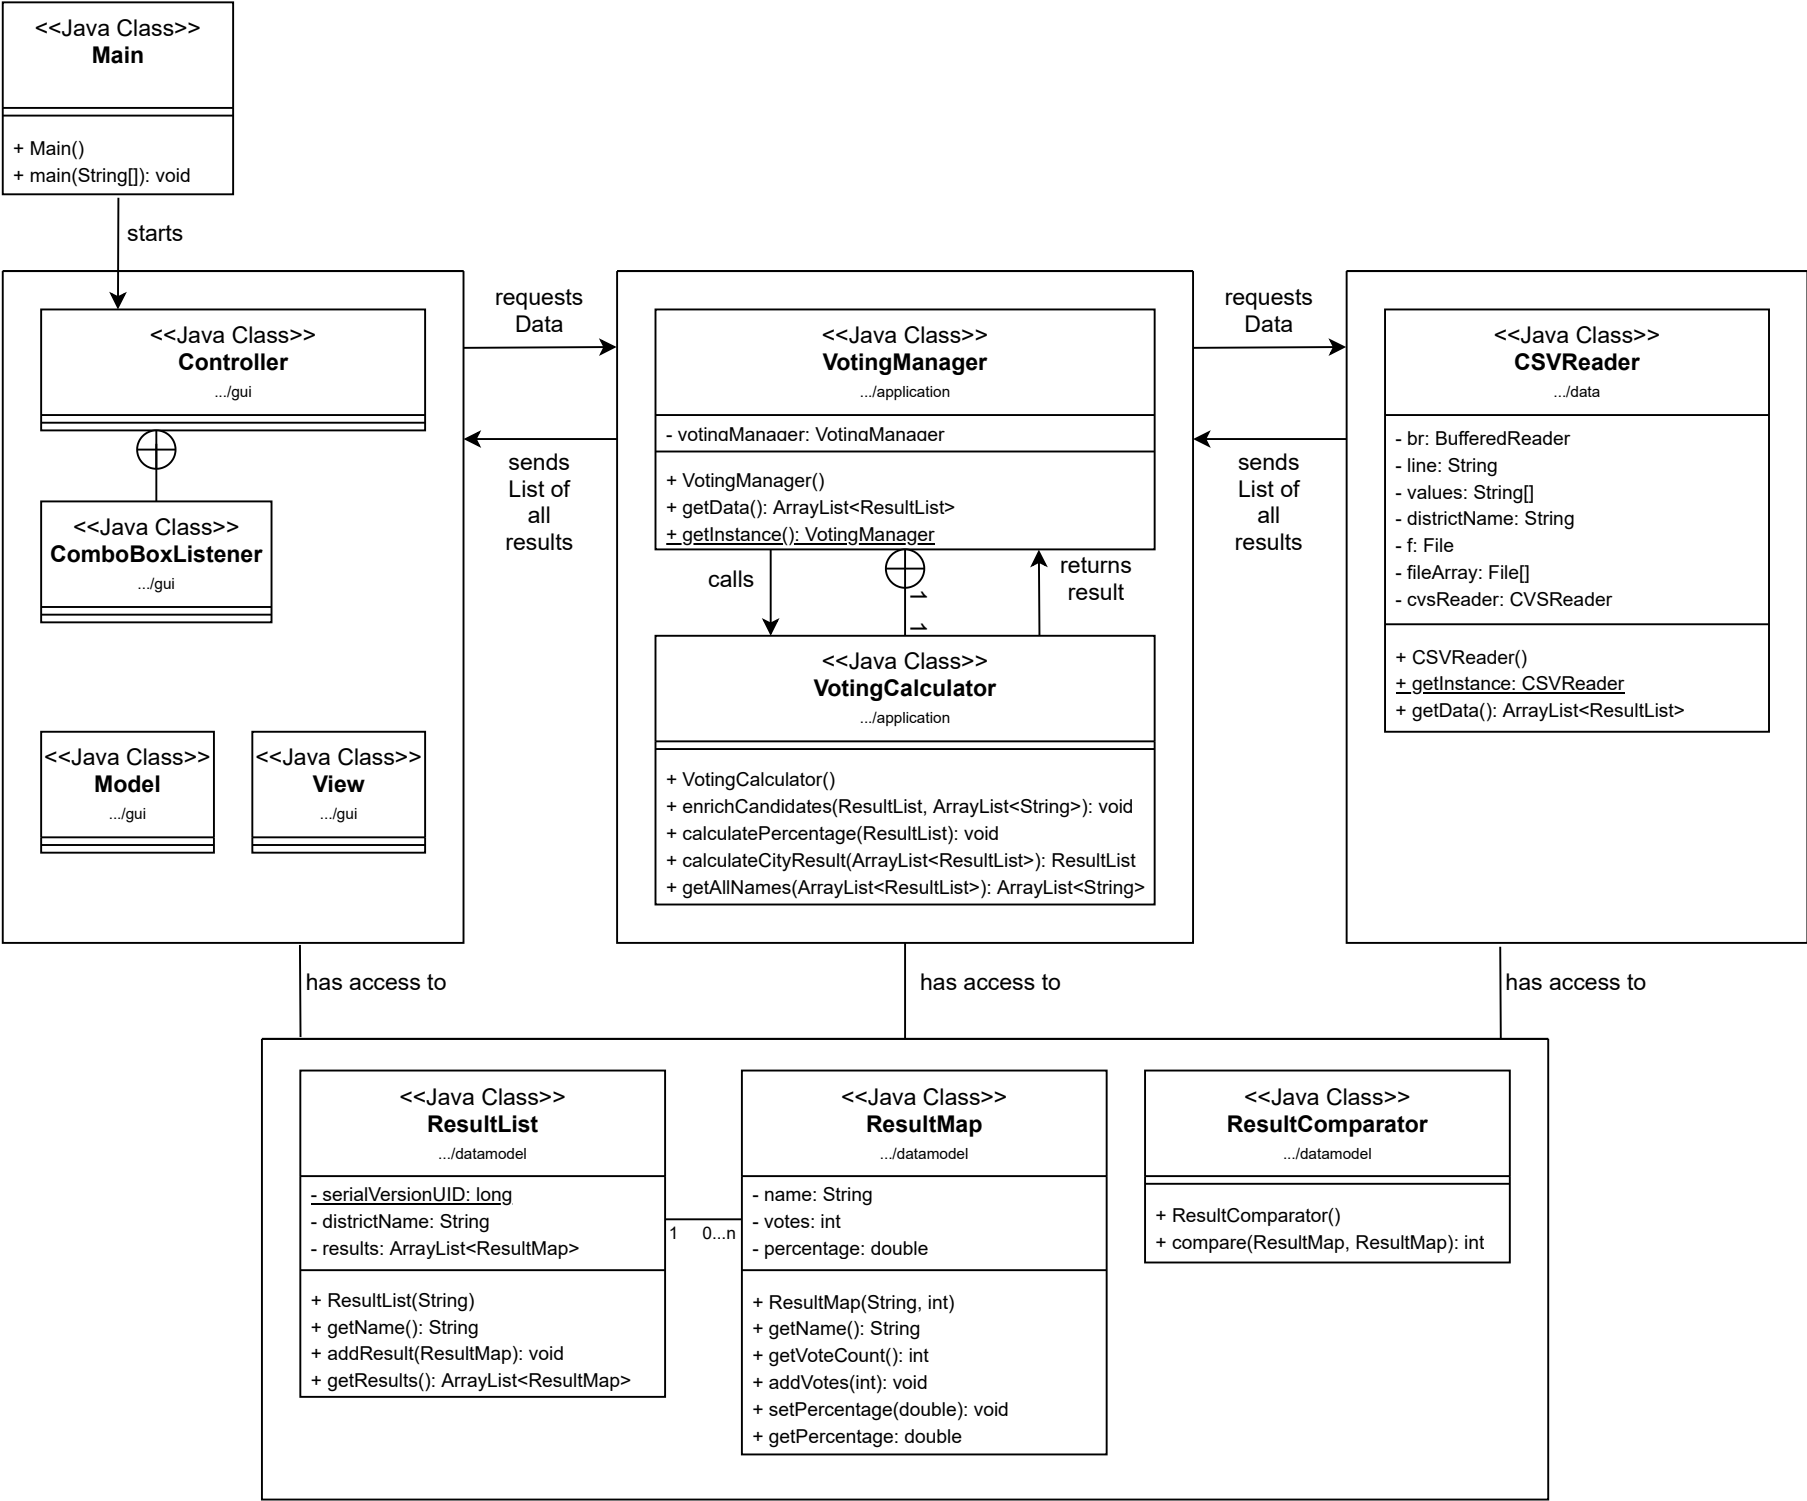 <<Java Class>>
Main
+ Main()
+ main(String[]): void
starts
<<Java Class>>
Controller
.../gui
<<Java Class>>
ComboBoxListener
.../gui
<<Java Class>>
Model
.../gui
<<Java Class>>
View
.../gui
requests
Data
sends
List of
all
results
<<Java Class>>
VotingManager
.../application
- votingManager: VotingManager
+ VotingManager()
+ getData(): ArrayList<ResultList>
+ getInstance(): VotingManager
calls
1
1
returns
result
<<Java Class>>
VotingCalculator
.../application
+ VotingCalculator()
+ enrichCandidates(ResultList, ArrayList<String>): void
+ calculatePercentage(ResultList): void
+ calculateCityResult(ArrayList<ResultList>): ResultList
+ getAllNames(ArrayList<ResultList>): ArrayList<String>
requests
Data
sends
List of
all
results
<<Java Class>>
CSVReader
.../data
- br: BufferedReader
- line: String
- values: String[]
- districtName: String
- f: File
- fileArray: File[]
- cvsReader: CVSReader
+ CSVReader()
+ getInstance: CSVReader
+ getData(): ArrayList<ResultList>
has access to
has access to
has access to
<<Java Class>>
ResultList
.../datamodel
- serialVersionUID: long
- districtName: String
- results: ArrayList<ResultMap>
+ ResultList(String)
+ getName(): String
+ addResult(ResultMap): void
+ getResults(): ArrayList<ResultMap>
1 0...n
<<Java Class>>
ResultMap
.../datamodel
- name: String
- votes: int
- percentage: double
+ ResultMap(String, int)
+ getName(): String
+ getVoteCount(): int
+ addVotes(int): void
+ setPercentage(double): void
+ getPercentage: double
<<Java Class>>
ResultComparator
.../datamodel
+ ResultComparator()
+ compare(ResultMap, ResultMap): int